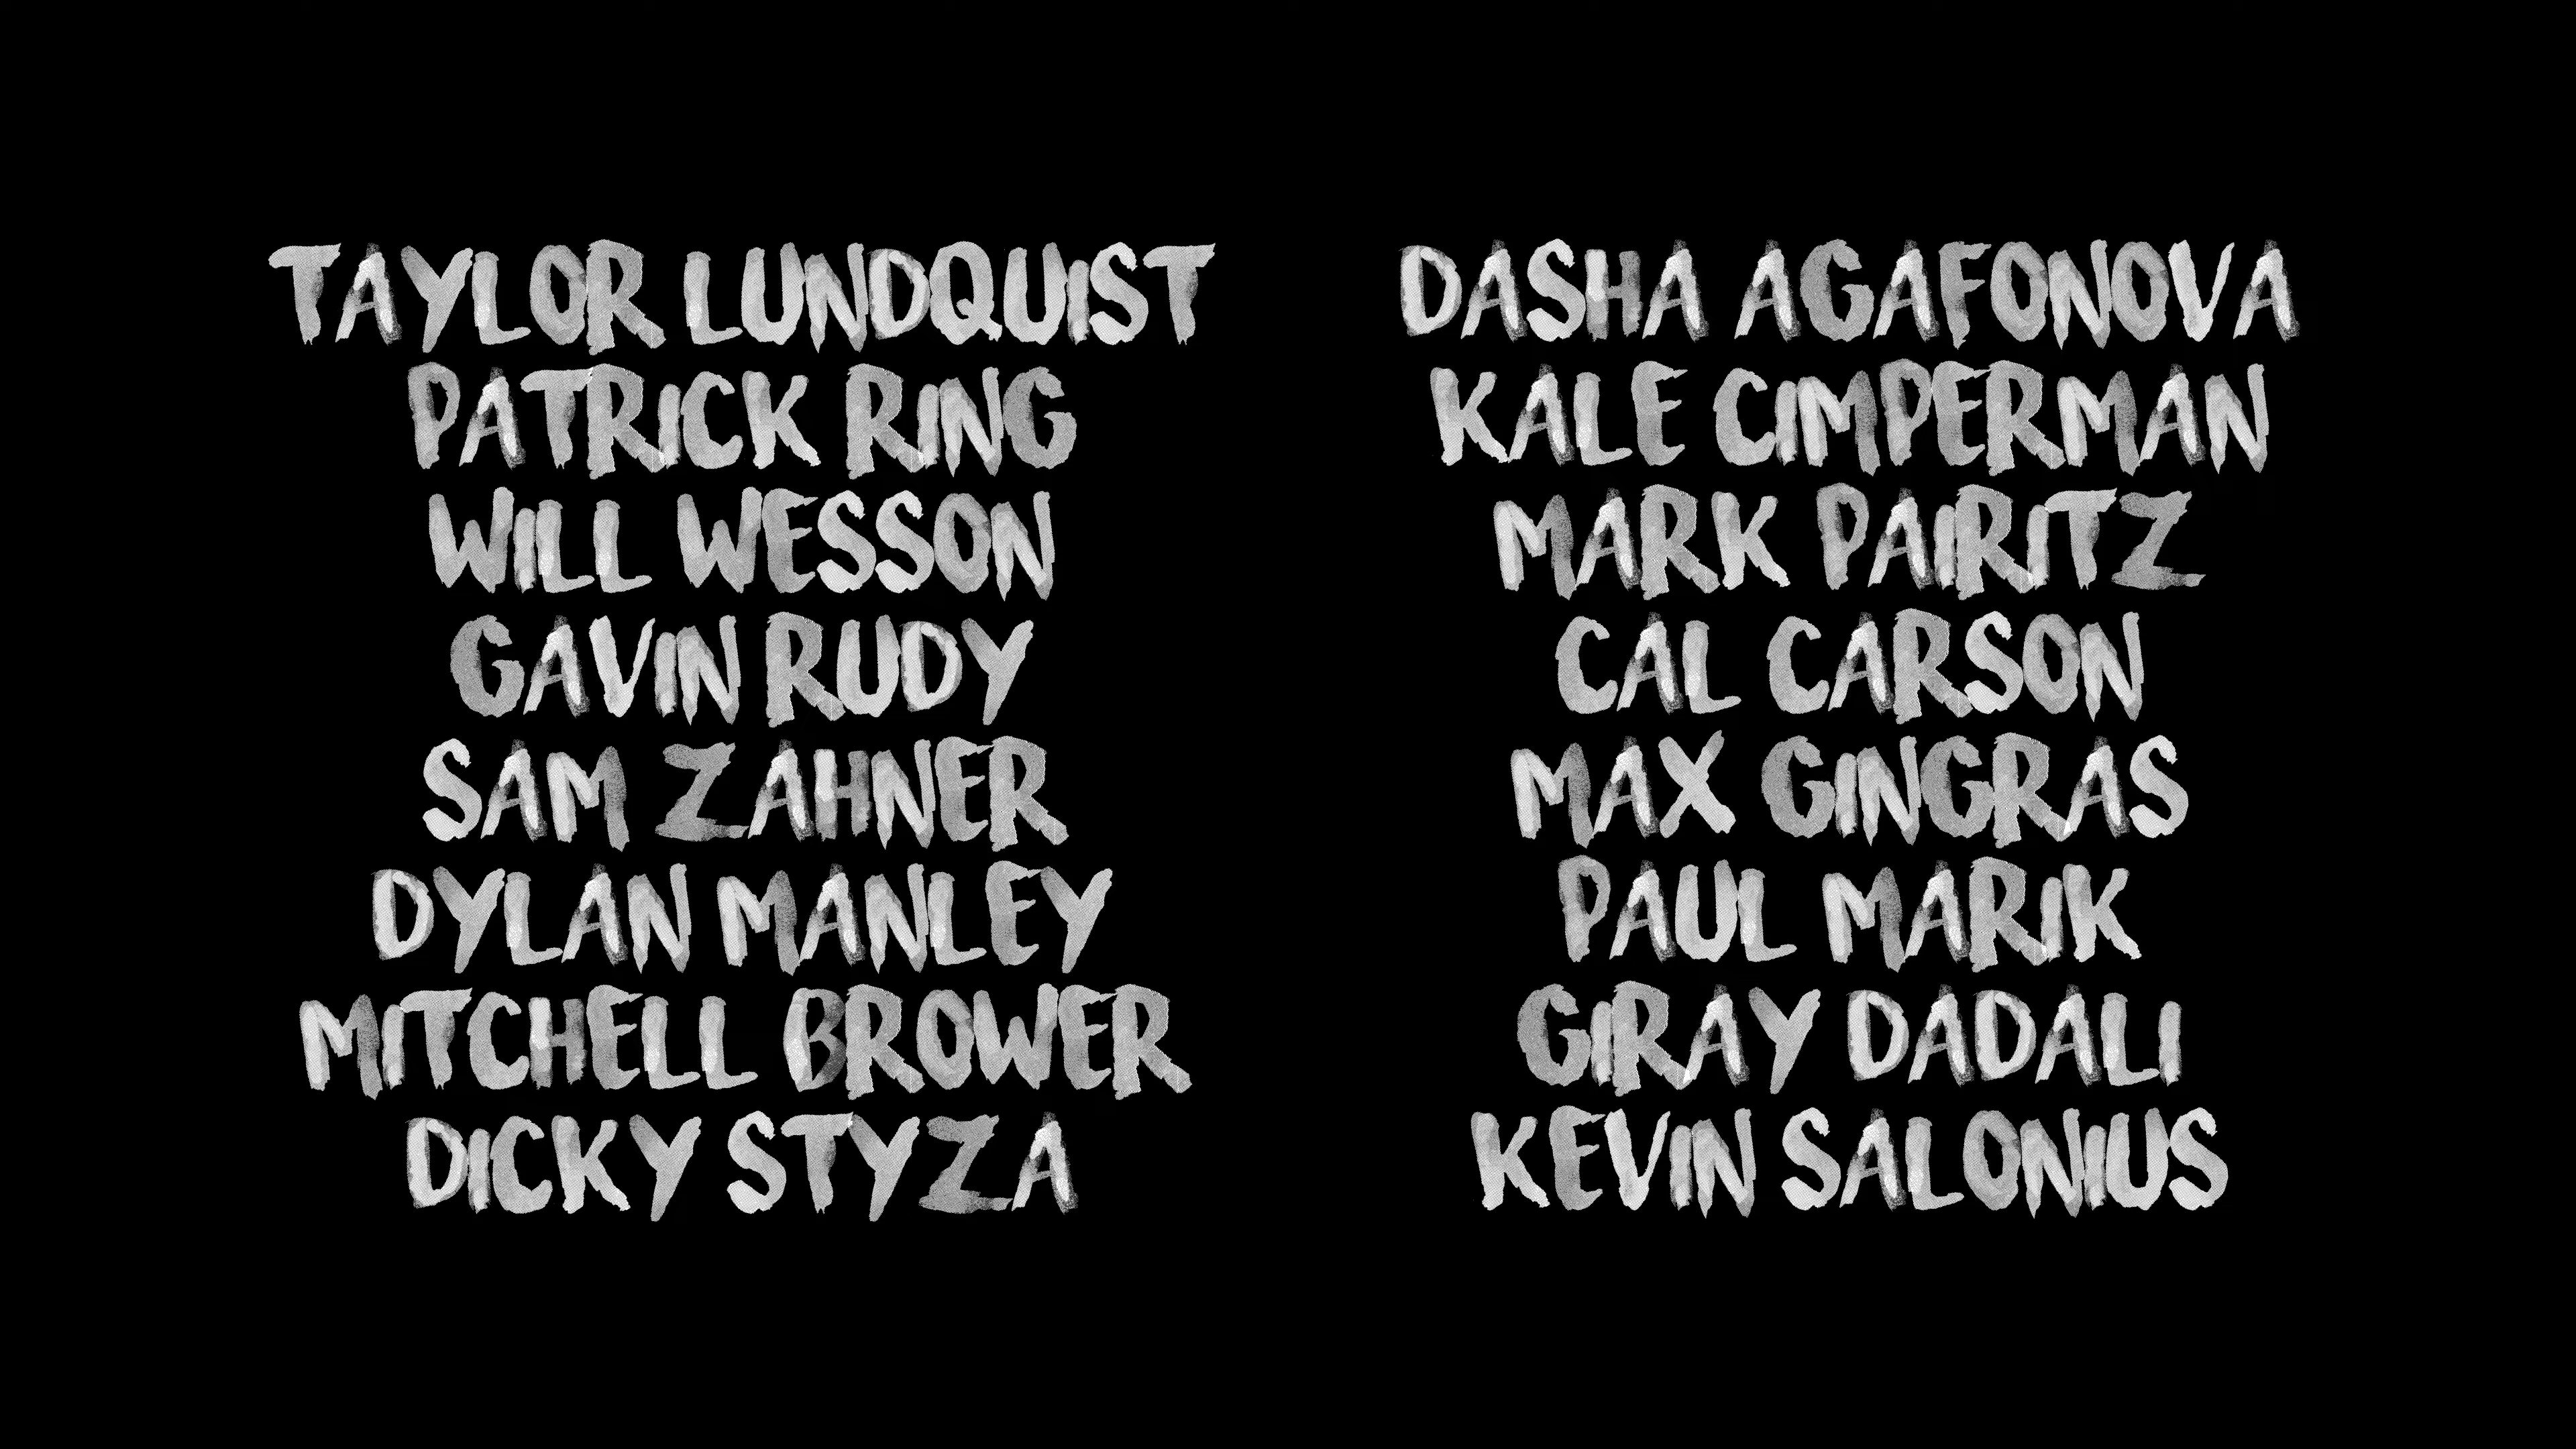 TAYLOR LUNDQUIST
PATRICK RING
WILL WESSON
GAVIN RUDY
SAM ZAHNER
DYLAN MANLEY
MITCHELL BROWER
DICKY STYZA
DASHA AGAFONOVA
KALE CIMPERMAN
MARK PAIRITZ
CAL CARSON
MAX GINGRAS
PAUL MARIK
GIRAY DADALI
KEVIN SALONIUS